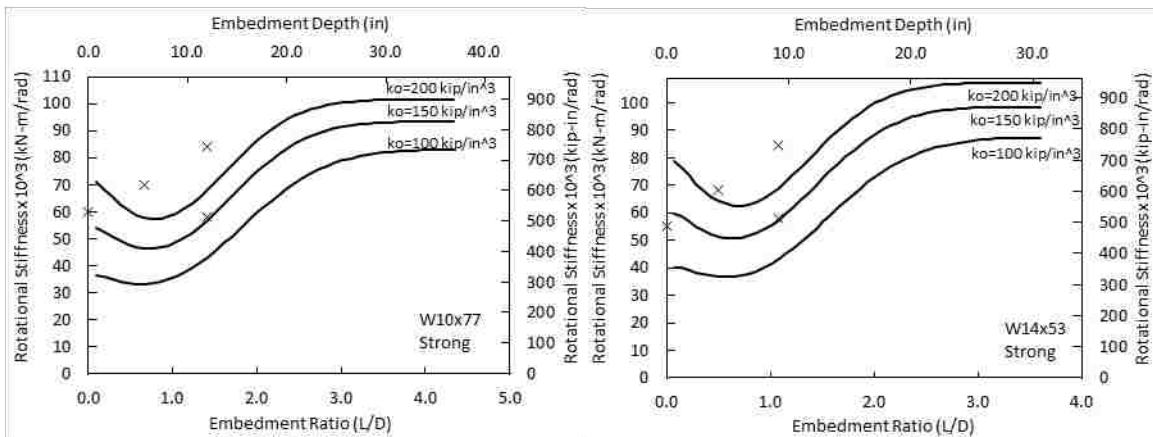 Embedment Depth (in)
0.0 10.0 20.0 30.0 40.0
110
100
90
80
70
60
50
40
30
20
10
0
Rotational Stiffness x10^3 (kN-m/rad)
ko=200 kip/in^3
ko=150 kip/in^3
ko=100 kip/in^3
W10x77
Strong
900
800
700
600
500
400
300
200
100
0
Rotational Stiffness x10^3 (kip-in/rad)
0.0 1.0 2.0 3.0 4.0 5.0
Embedment Ratio (L/D)
Embedment Depth (in)
0.0 10.0 20.0 30.0
100
90
80
70
60
50
40
30
20
10
0
Rotational Stiffness x10^3 (kN-m/rad)
ko=200 kip/in^3
ko=150 kip/in^3
ko=100 kip/in^3
W14x53
Strong
900
800
700
600
500
400
300
200
100
0
Rotational Stiffness x10^3 (kip-in/rad)
0.0 1.0 2.0 3.0 4.0
Embedment Ratio (L/D)